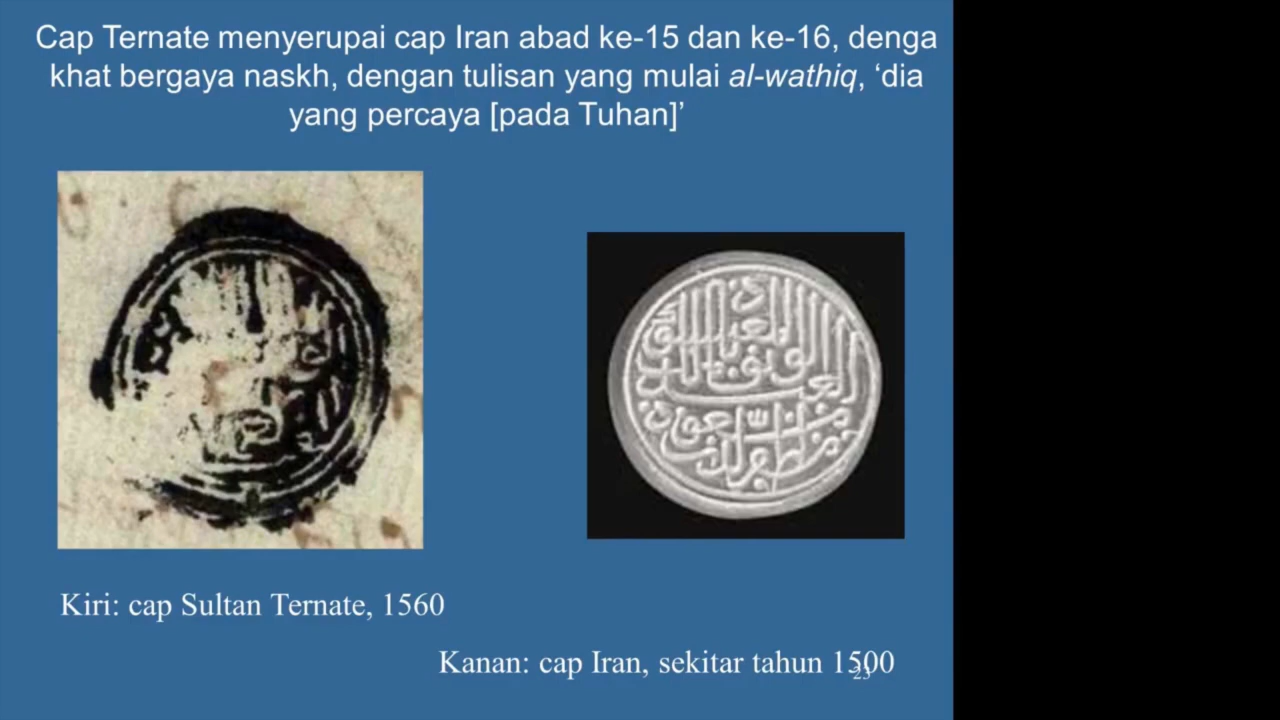 Cap Ternate menyerupai cap Iran abad ke-15 dan ke-16, denga
khat bergaya naskh, dengan tulisan yang mulai al-wathiq, ‘dia
yang percaya [pada Tuhan]’
Kiri: cap Sultan Ternate, 1560
Kanan: cap Iran, sekitar tahun 1500
23